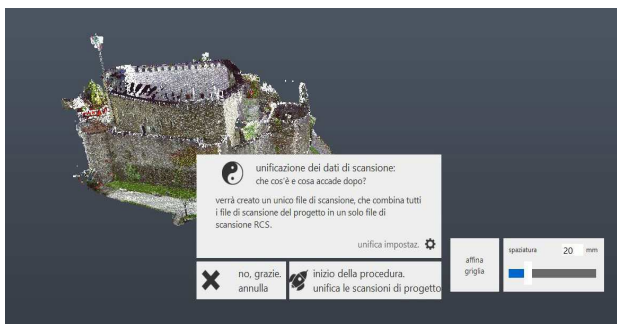 unificazione dei dati di scansione:
che cos'è e cosa accade dopo?
verrà creato un unico file di scansione, che combina tutti
i file di scansione del progetto in un solo file di
scansione RCS.
unifica impostaz.
no, grazie.
annulla
inizio della procedura.
unifica le scansioni di progetto
affina
griglia
spaziatura 20 mm